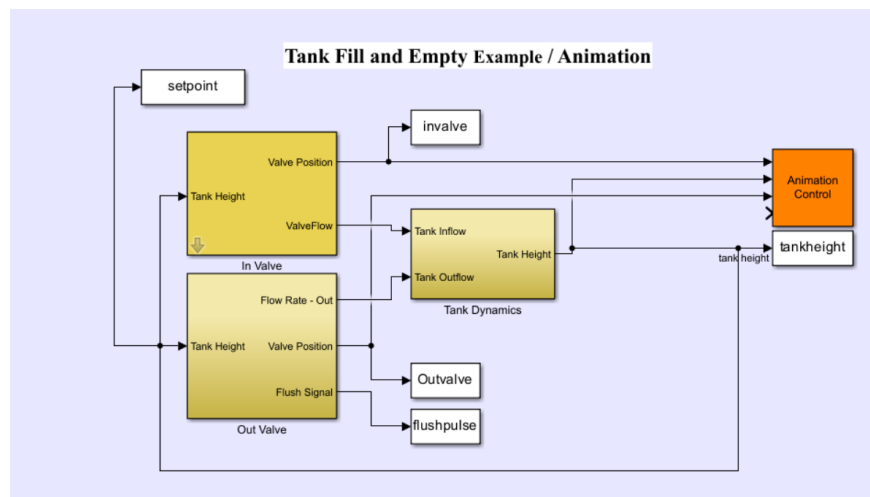 Tank Fill and Empty Example / Animation
setpoint
invalve
Valve Position
Tank Height
ValveFlow
In Valve
Animation
Control
Tank Inflow
Tank Height
Tank Outflow
Tank Dynamics
tank height
tankheight
Flow Rate - Out
Tank Height
Valve Position
Flush Signal
Out Valve
Outvalve
flushpulse